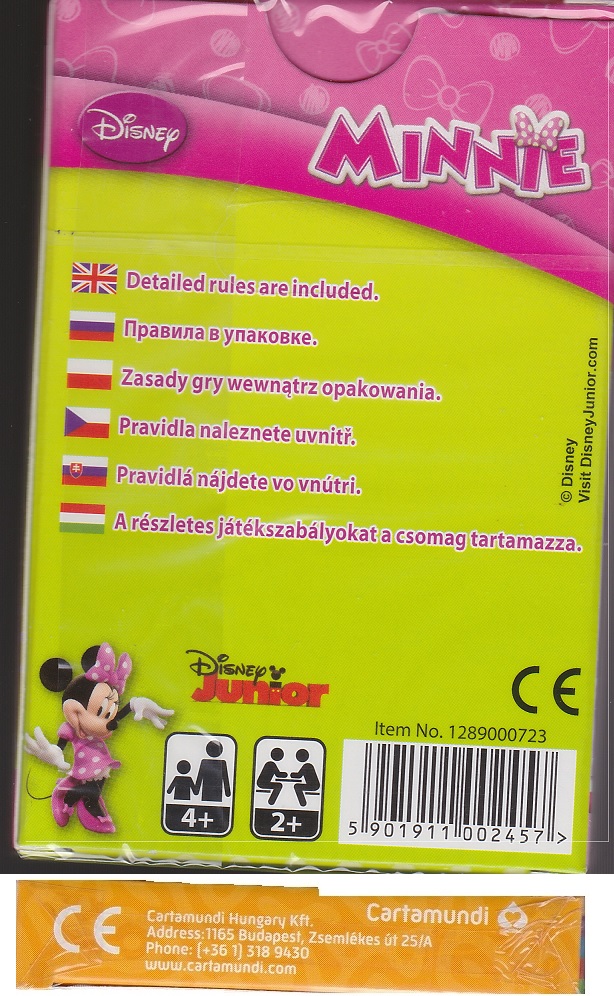 Disney
MINNIE
Detailed rules are included.
Правила в упаковке.
Zasady gry wewnątrz opakowania.
Pravidla naleznete uvnitř.
Pravidlá nájdete vo vnútri.
A részletes játékszabályokat a csomag tartamazza.
© Disney
Visit DisneyJunior.com
Disney
Junior
CE
Item No. 1289000723
4+
2+
5 901911 002457 >
CE
Cartamundi
Cartamundi Hungary Kft.
Address:1165 Budapest, Zsemlékes út 25/A
Phone: (+36 1) 318 9430
www.cartamundi.com